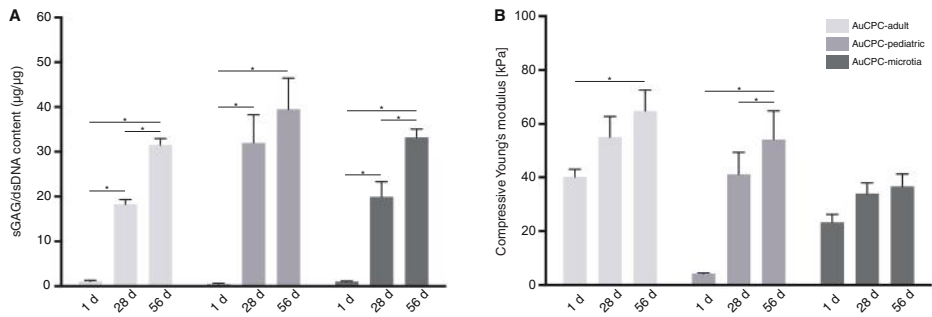 A
sGAG/dsDNA content (µg/µg)
60
50
40
30
20
10
0
*
*
*
*
*
*
*
*
1 d
28 d
56 d
1 d
28 d
56 d
1 d
28 d
56 d
B
Compressive Young's modulus [kPa]
100
80
60
40
20
0
*
*
*
1 d
28 d
56 d
1 d
28 d
56 d
1 d
28 d
56 d
AuCPC-adult
AuCPC-pediatric
AuCPC-microtia